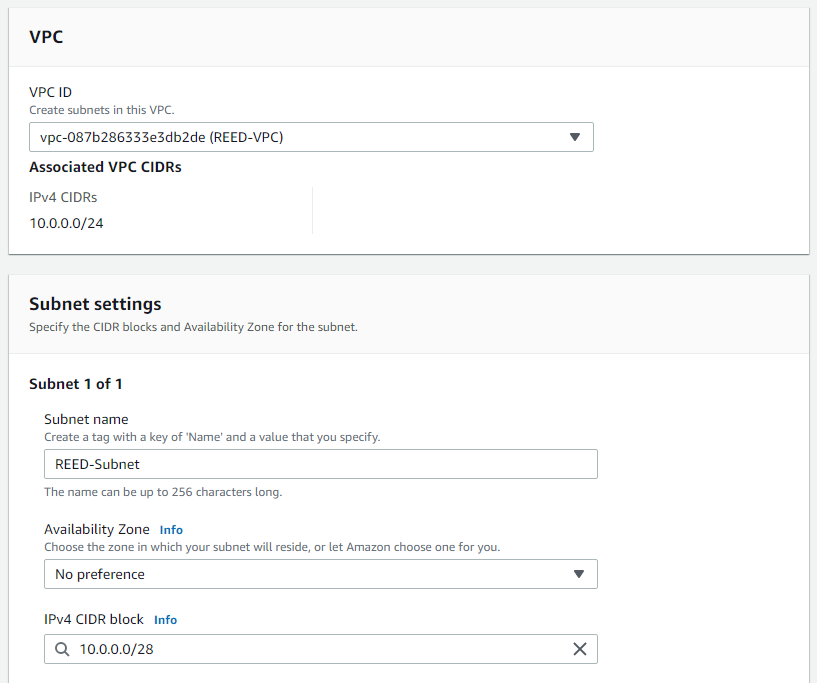 VPC
VPC ID
Create subnets in this VPC.
vpc-087b286333e3db2de (REED-VPC)
Associated VPC CIDRs
IPv4 CIDRs
10.0.0.0/24
Subnet settings
Specify the CIDR blocks and Availability Zone for the subnet.
Subnet 1 of 1
Subnet name
Create a tag with a key of 'Name' and a value that you specify.
REED-Subnet
The name can be up to 256 characters long.
Availability Zone Info
Choose the zone in which your subnet will reside, or let Amazon choose one for you.
No preference
IPv4 CIDR block Info
10.0.0.0/28